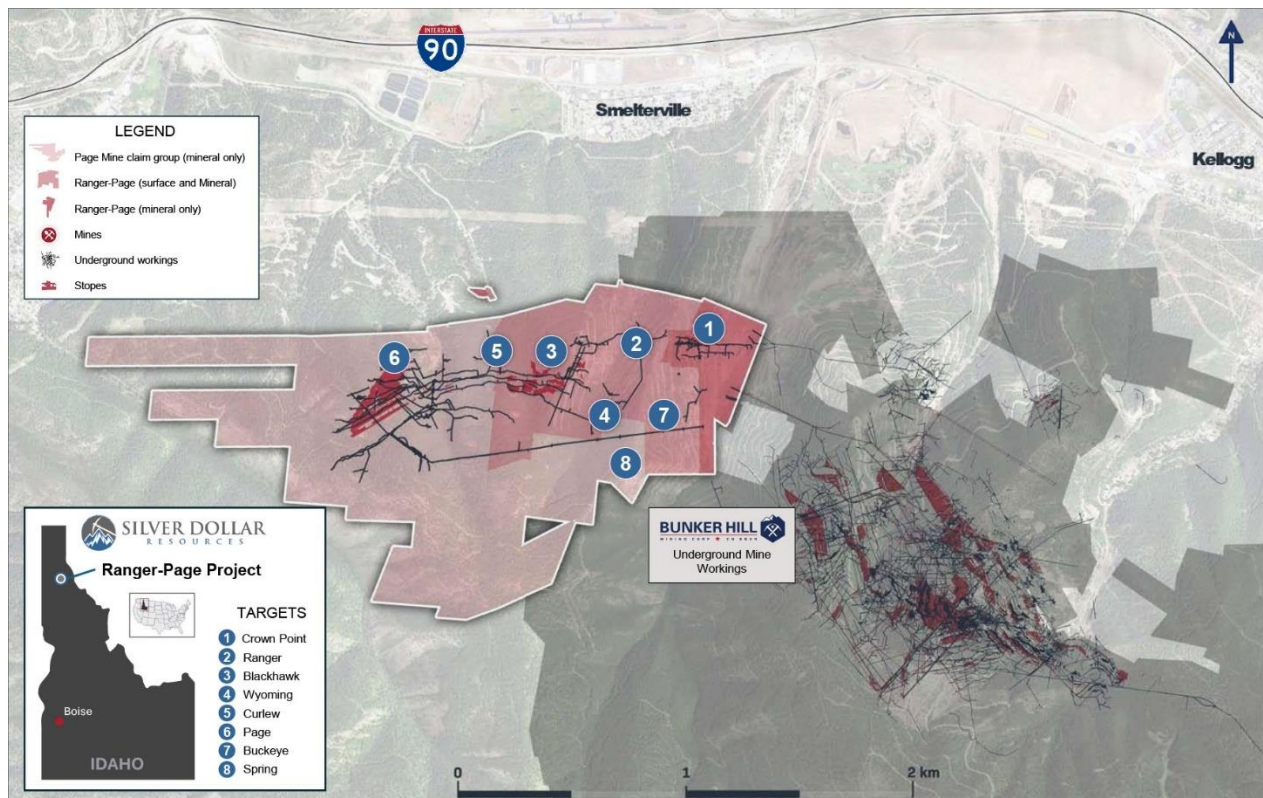 INTERSTATE
90
N
Smelterville
Kellogg
LEGEND
Page Mine claim group (mineral only)
Ranger-Page (surface and Mineral)
Ranger-Page (mineral only)
Mines
Underground workings
Stopes
1
2
3
4
5
6
7
8
BUNKER HILL
MINING CORP
Underground Mine
Workings
SILVER DOLLAR
RESOURCES
Ranger-Page Project
TARGETS
1 Crown Point
2 Ranger
3 Blackhawk
4 Wyoming
5 Curlew
6 Page
7 Buckeye
8 Spring
Boise
IDAHO
0 1 2 km